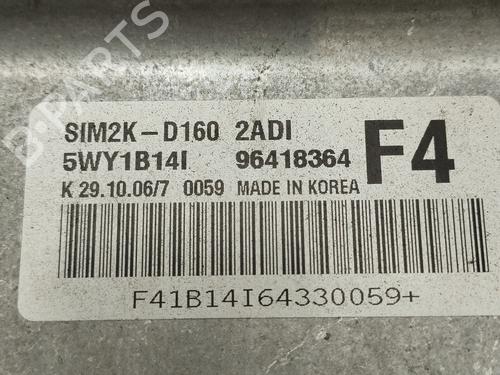 B-PARTS
SIM2K-D160 2ADI
5WY1B14I 96418364
F4
K 29.10.06/7 0059 MADE IN KOREA
F41B14I64330059+